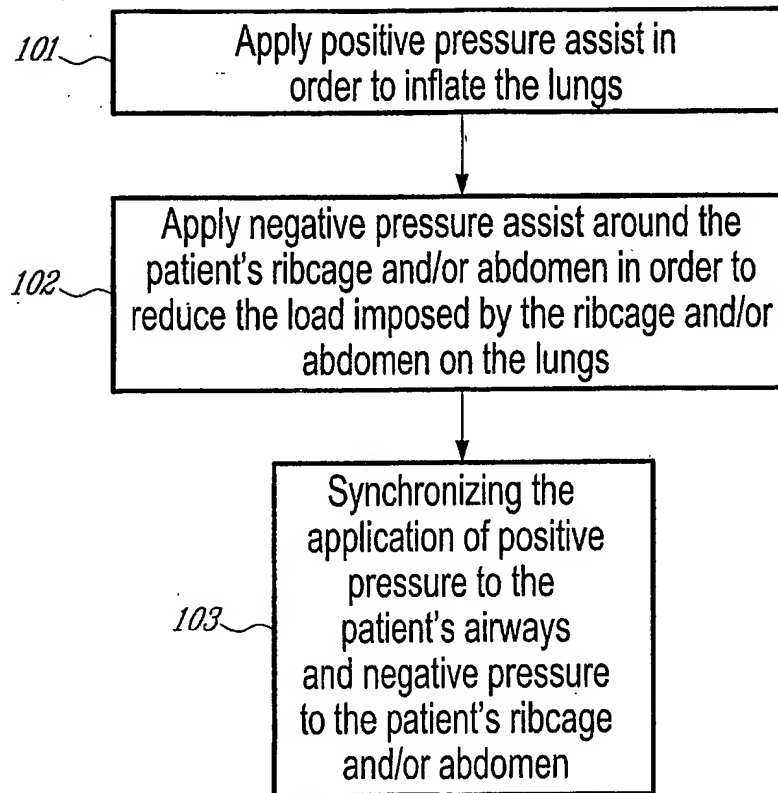 101
Apply positive pressure assist in
order to inflate the lungs
102
Apply negative pressure assist around the
patient's ribcage and/or abdomen in order to
reduce the load imposed by the ribcage and/or
abdomen on the lungs
103
Synchronizing the
application of positive
pressure to the
patient's airways
and negative pressure
to the patient's ribcage
and/or abdomen